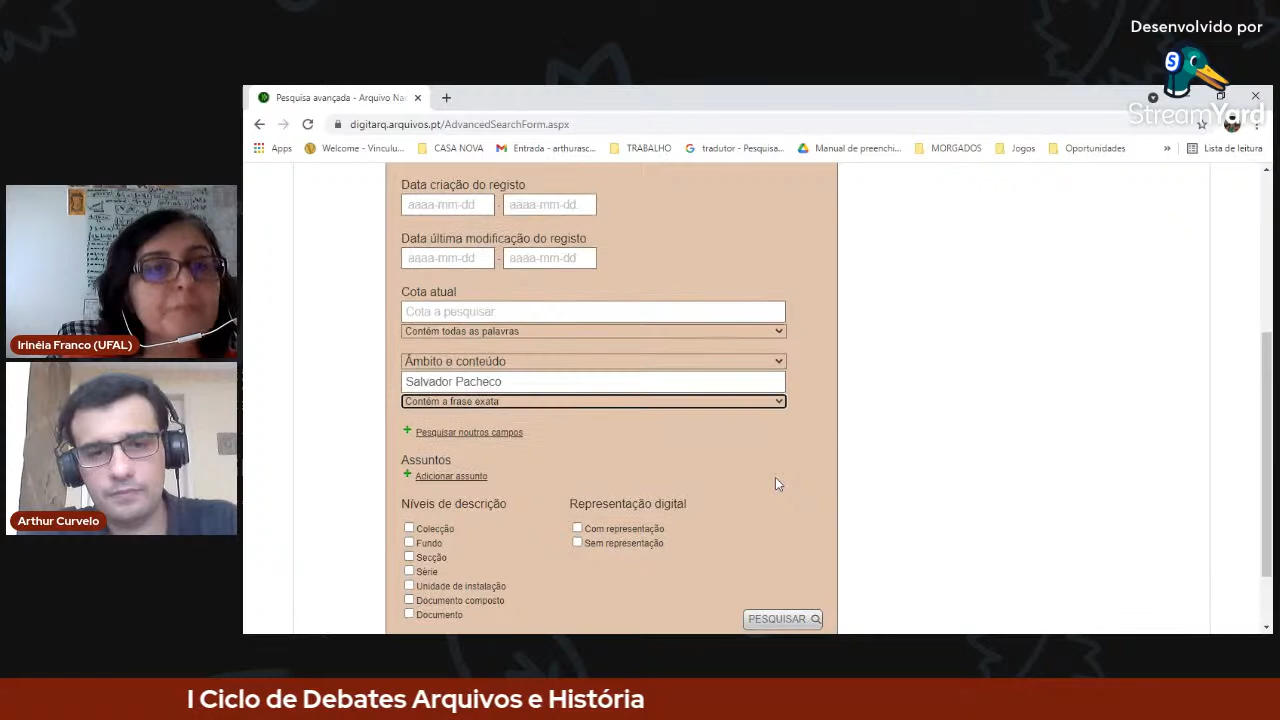 Desenvolvido por
S
StreamYard
Pesquisa avançada - Arquivo Na
digitarq.arquivos.pt/AdvancedSearchForm.aspx
Apps
Welcome - Vinculu...
CASA NOVA
Entrada - arthurasc...
TRABALHO
tradutor - Pesquisa...
Manual de preenchi...
MORGADOS
Jogos
Oportunidades
»
Lista de leitura
Data criação do registo
aaaa-mm-dd - aaaa-mm-dd
Data última modificação do registo
aaaa-mm-dd - aaaa-mm-dd
Cota atual
Cota a pesquisar
Contém todas as palavras
Âmbito e conteúdo
Salvador Pacheco
Contém a frase exata
+ Pesquisar noutros campos
Assuntos
+ Adicionar assunto
Níveis de descrição
Colecção
Fundo
Secção
Série
Unidade de instalação
Documento composto
Documento
Representação digital
Com representação
Sem representação
PESQUISAR
Irinéia Franco (UFAL)
Arthur Curvelo
I Ciclo de Debates Arquivos e História